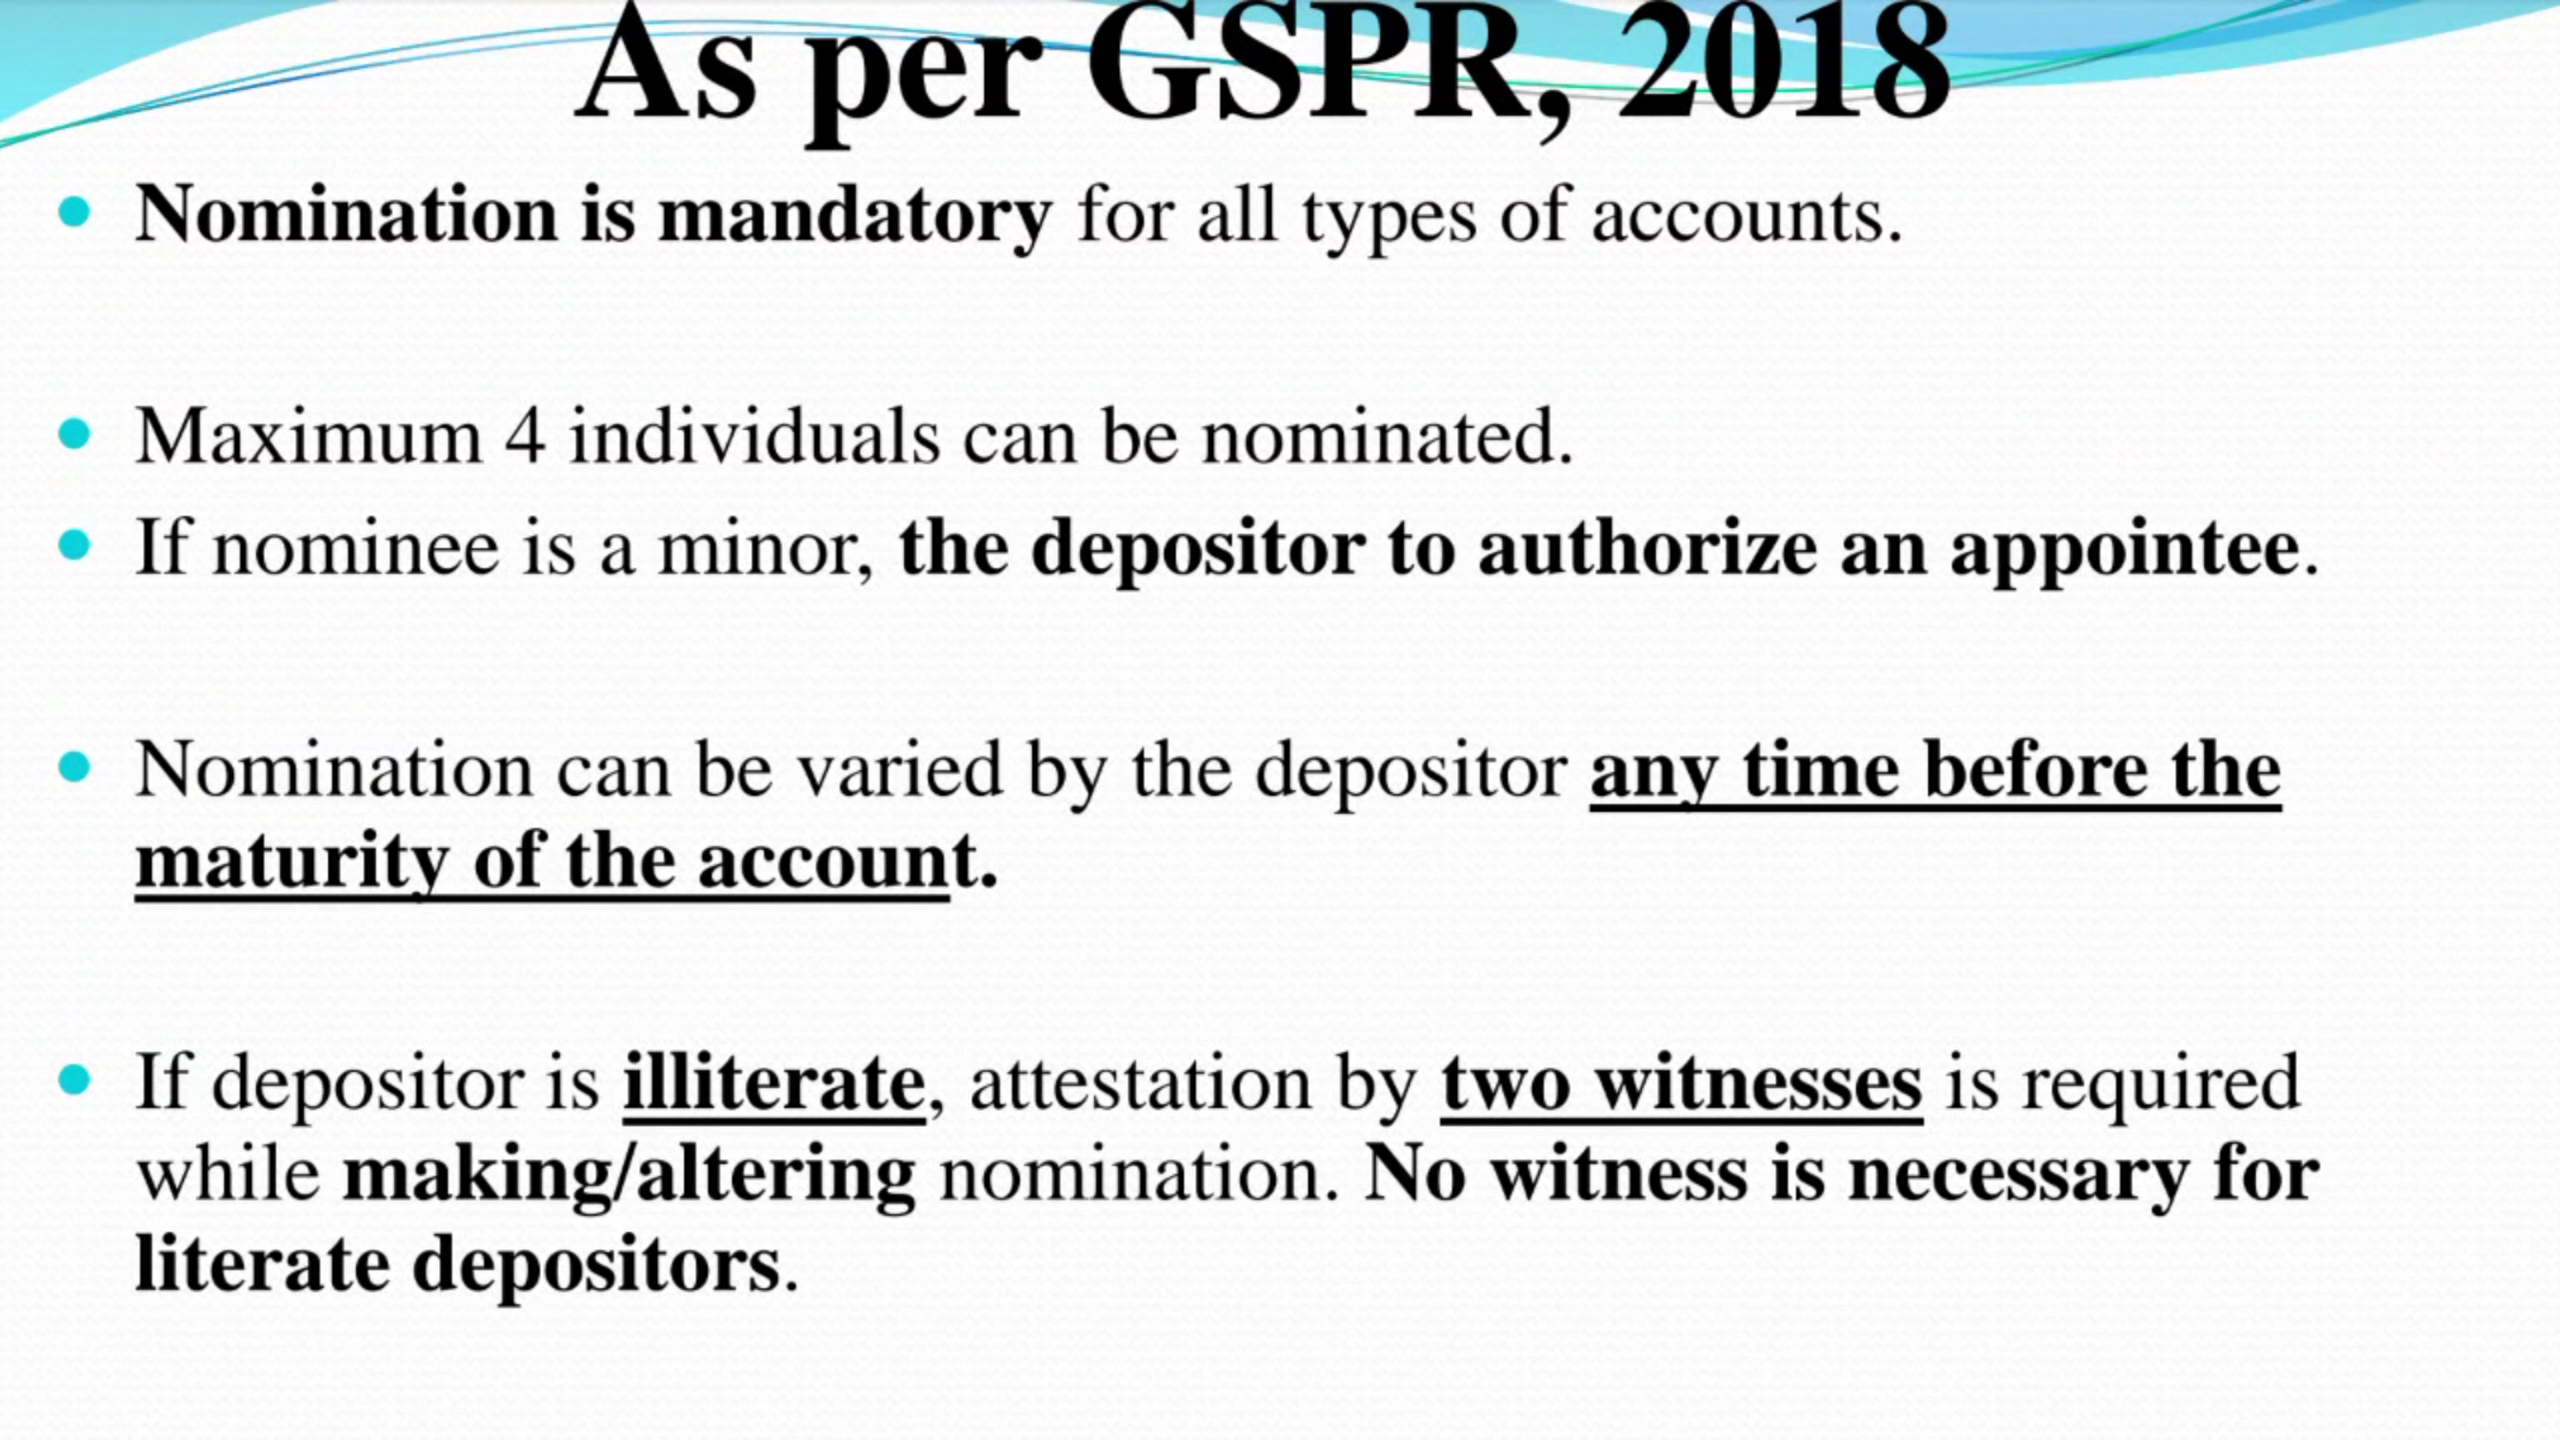 As per GSPR, 2018
• Nomination is mandatory for all types of accounts.
• Maximum 4 individuals can be nominated.
• If nominee is a minor, the depositor to authorize an appointee.
• Nomination can be varied by the depositor any time before the
maturity of the account.
• If depositor is illiterate, attestation by two witnesses is required
while making/altering nomination. No witness is necessary for
literate depositors.